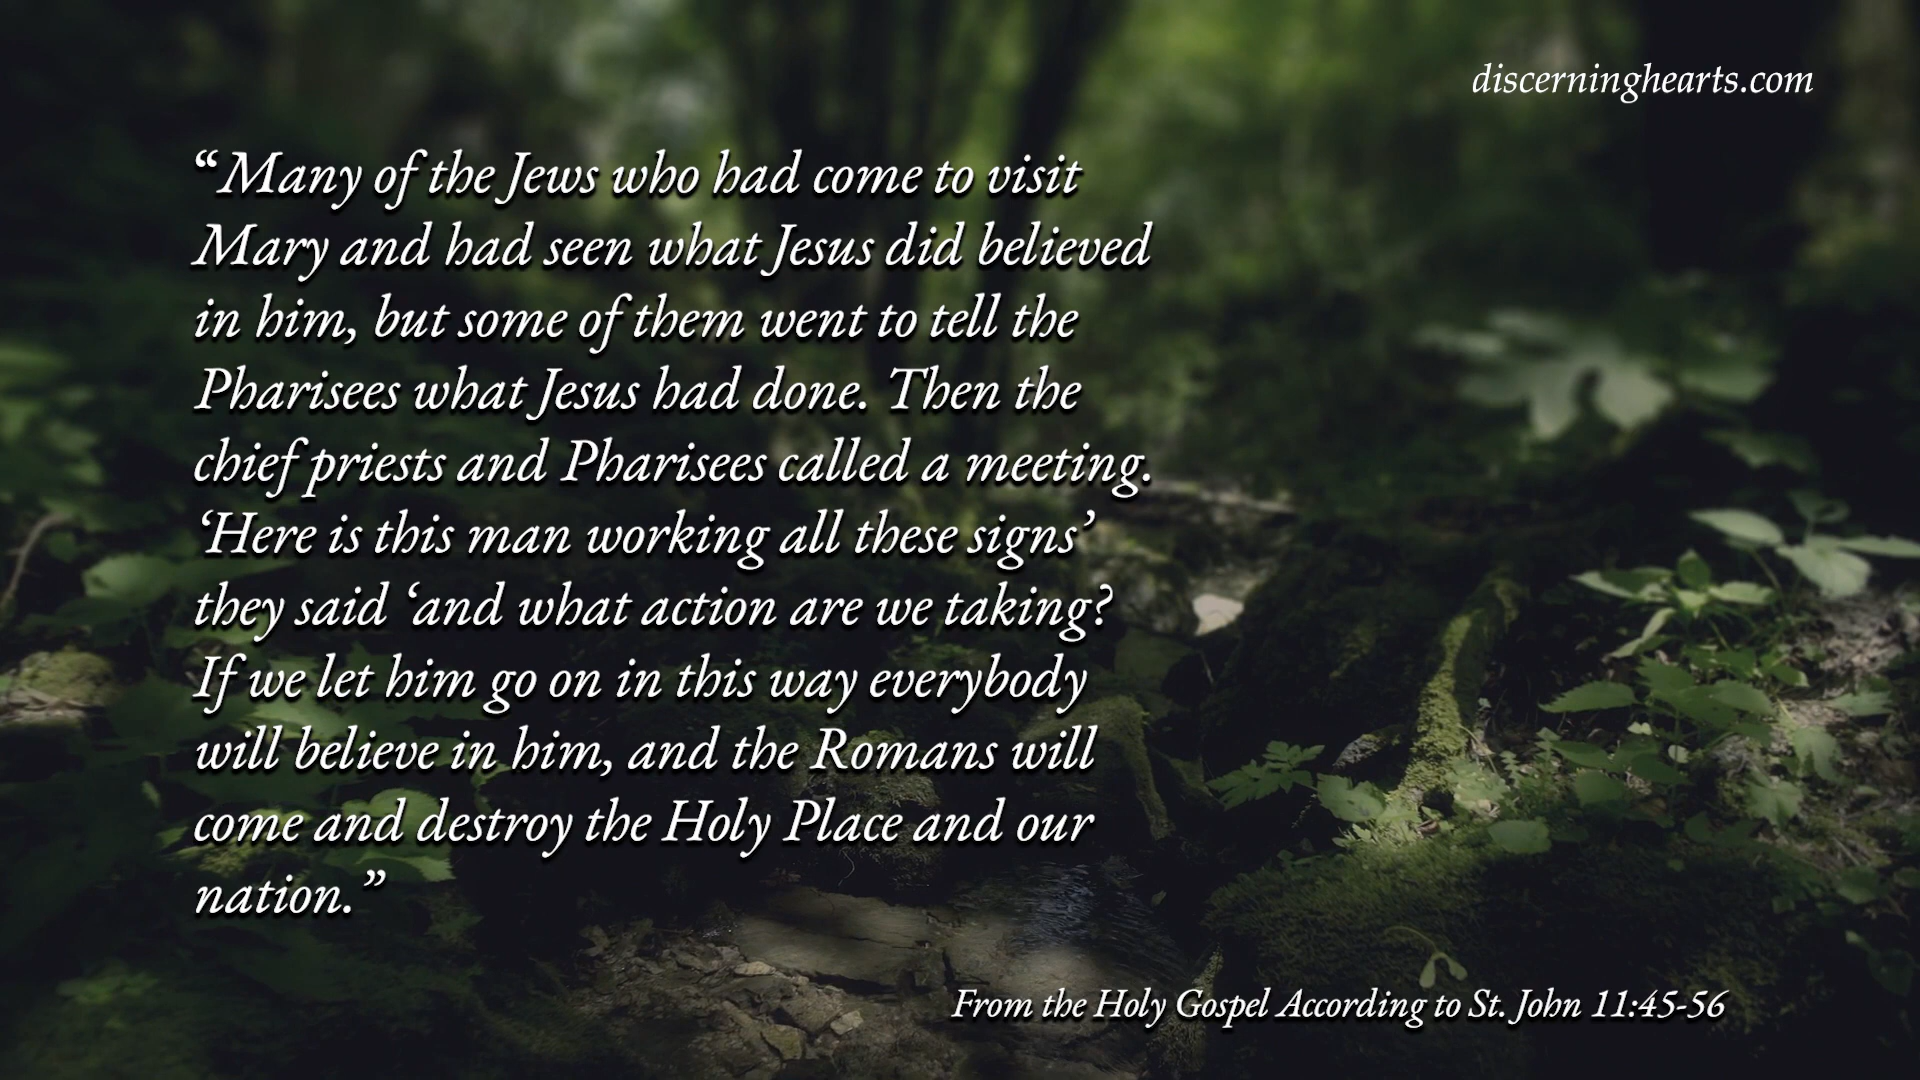 discerninghearts.com
“Many of the Jews who had come to visit
Mary and had seen what Jesus did believed
in him, but some of them went to tell the
Pharisees what Jesus had done. Then the
chief priests and Pharisees called a meeting.
‘Here is this man working all these signs’
they said ‘and what action are we taking?
If we let him go on in this way everybody
will believe in him, and the Romans will
come and destroy the Holy Place and our
nation.”
From the Holy Gospel According to St. John 11:45-56